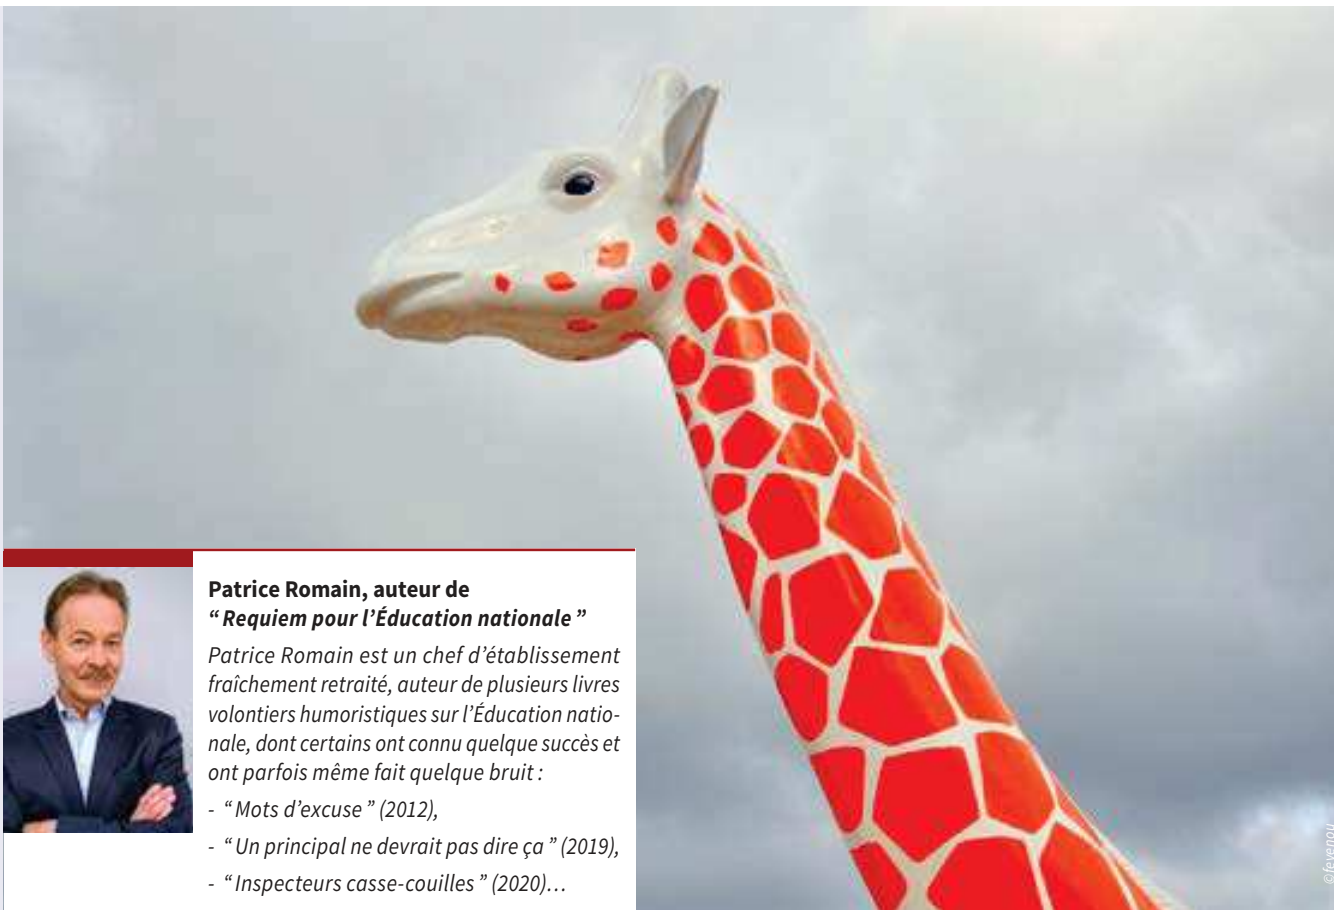 Patrice Romain, auteur de
“ Requiem pour l’Éducation nationale ”
Patrice Romain est un chef d’établissement
fraîchement retraité, auteur de plusieurs livres
volontiers humoristiques sur l’Éducation natio-
nale, dont certains ont connu quelque succès et
ont parfois même fait quelque bruit :
- “ Mots d’excuse ” (2012),
- “ Un principal ne devrait pas dire ça ” (2019),
- “ Inspecteurs casse-couilles ” (2020)…
©fevenou